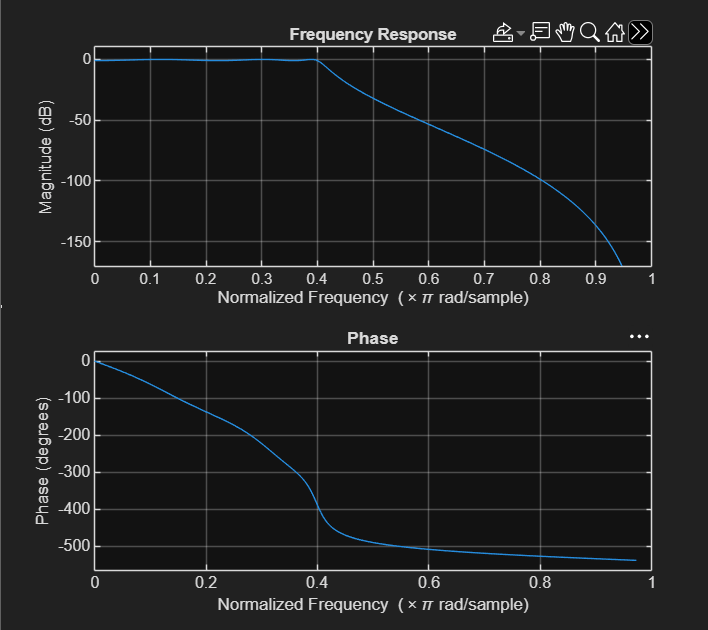 Frequency Response
0
-50
-100
-150
Magnitude (dB)
0 0.1 0.2 0.3 0.4 0.5 0.6 0.7 0.8 0.9 1
Normalized Frequency (× π rad/sample)
Phase
0
-100
-200
-300
-400
-500
Phase (degrees)
0 0.2 0.4 0.6 0.8 1
Normalized Frequency (× π rad/sample)